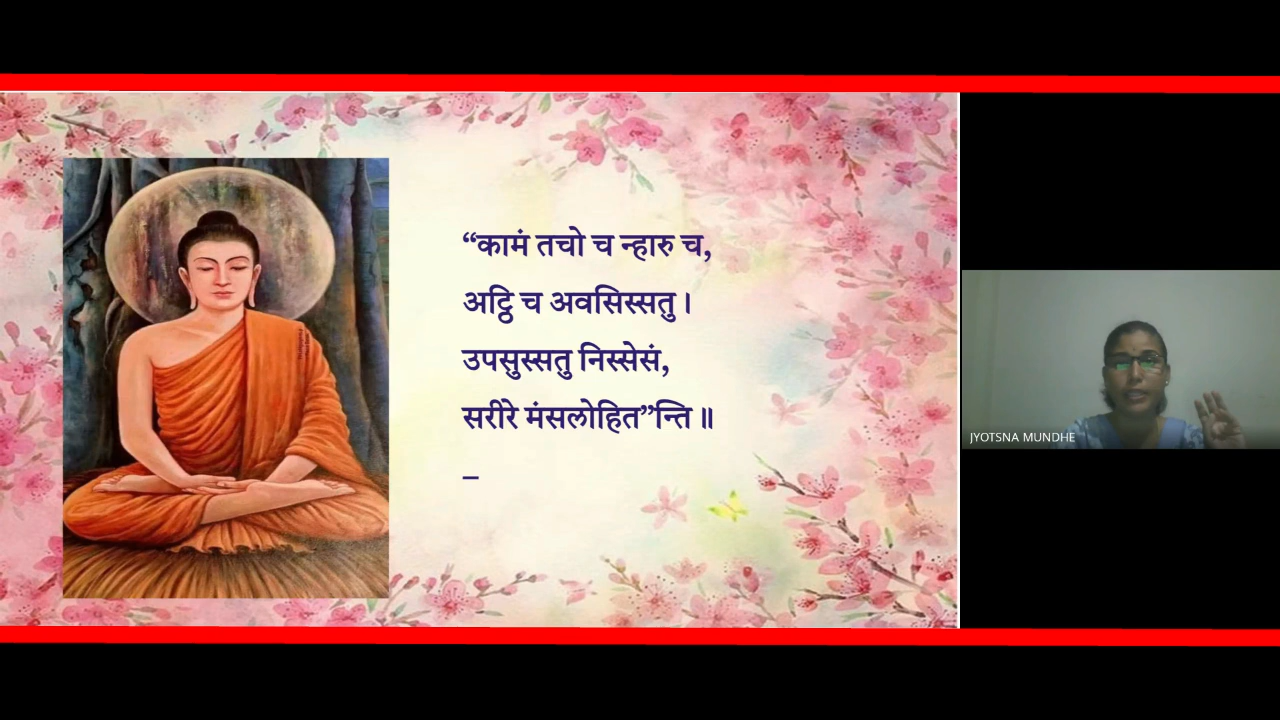 “कामं तचो च न्हारु च,
अट्ठि च अवसिस्सतु ।
उपसुस्सतु निस्सेसं,
सरीरे मंसलोहित”न्ति ॥
–
JYOTSNA MUNDHE